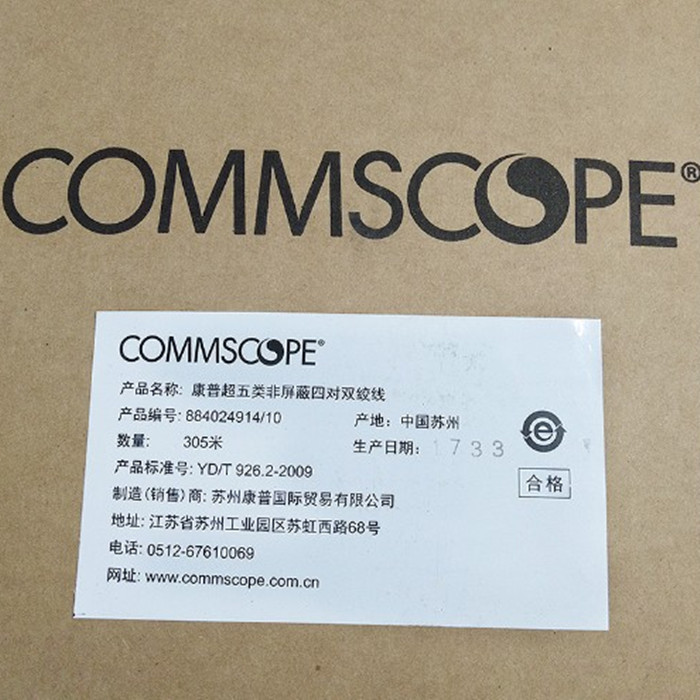 COMMSCOPE®
COMMSCOPE®
产品名称: 康普超五类非屏蔽四对双绞线
产品编号: 884024914/10
产地: 中国苏州
数量: 305米
生产日期: 1733
产品标准号: YD/T 926.2-2009
合格
制造(销售)商: 苏州康普国际贸易有限公司
地址: 江苏省苏州工业园区苏虹西路68号
电话: 0512-67610069
网址: www.commscope.com.cn